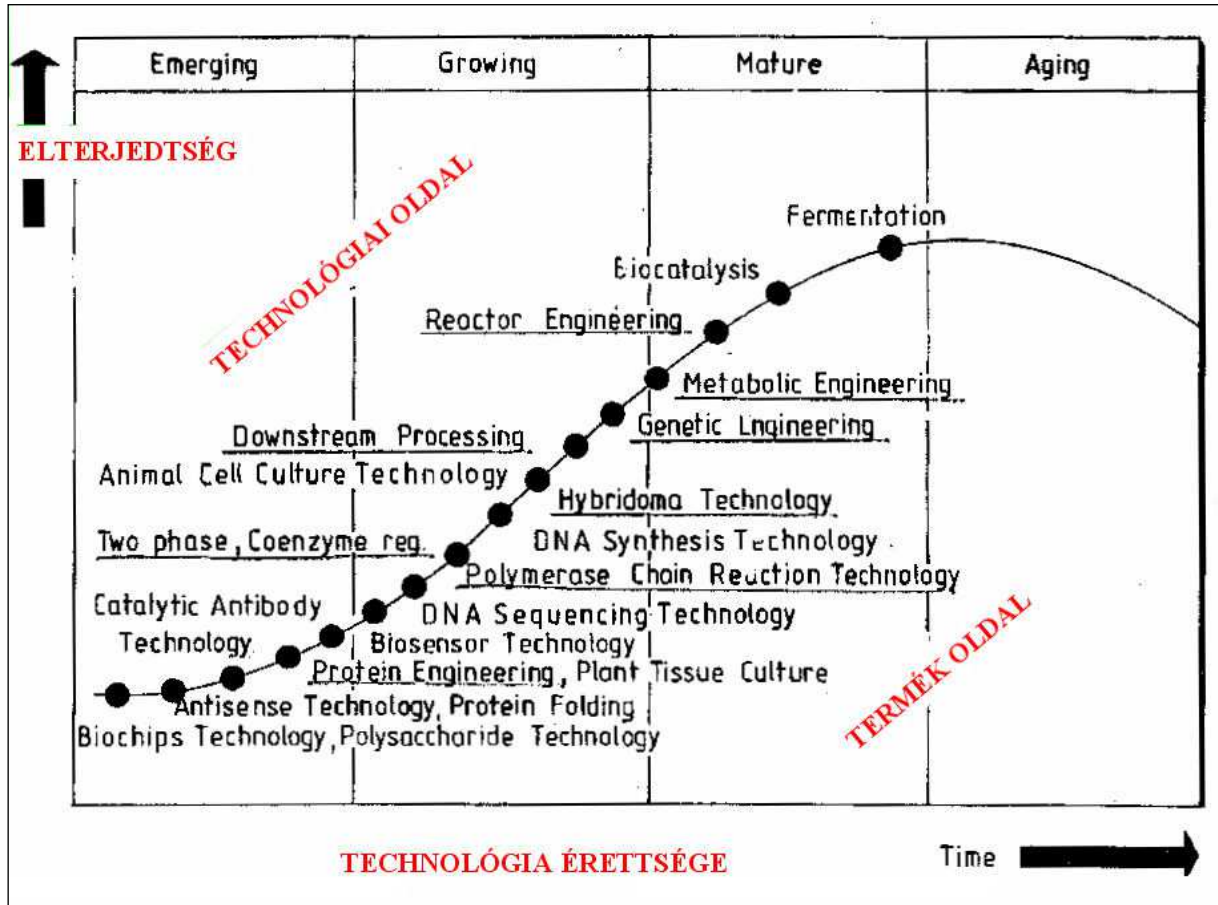 Emerging Growing Mature Aging
ELTERJEDTSÉG
TECHNOLÓGIAI OLDAL
Fermentation
Biocatalysis
Reactor Engineering
Metabolic Engineering
Downstream Processing
Genetic Engineering
Animal Cell Culture Technology
Hybridoma Technology
Two phase, Coenzyme reg.
DNA Synthesis Technology
Polymerase Chain Reaction Technology
Catalytic Antibody
Technology
DNA Sequencing Technology
Biosensor Technology
Protein Engineering, Plant Tissue Culture
Antisense Technology, Protein Folding
Biochips Technology, Polysaccharide Technology
TERMÉK OLDAL
TECHNOLÓGIA ÉRETTSÉGE
Time